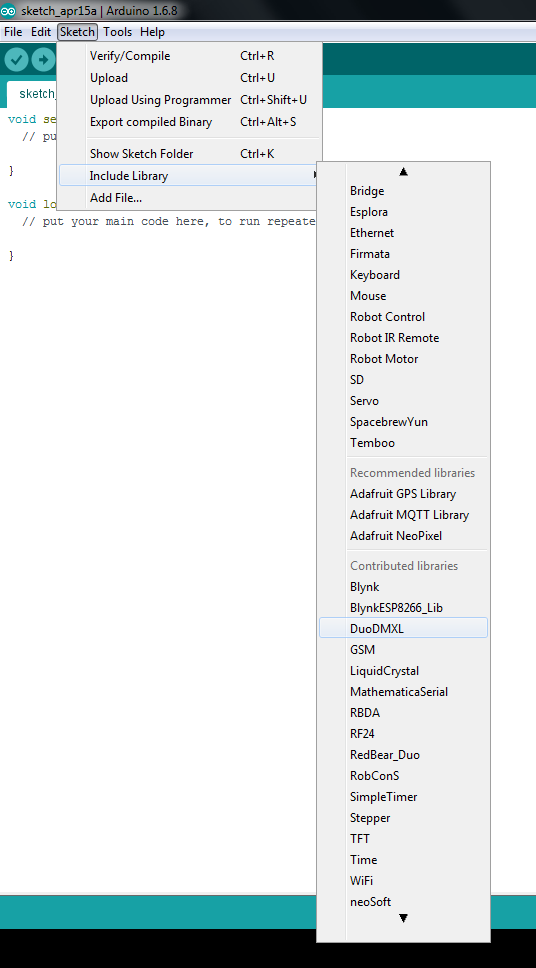 sketch_apr15a | Arduino 1.6.8
File Edit Sketch Tools Help
Verify/Compile Ctrl+R
Upload Ctrl+U
Upload Using Programmer Ctrl+Shift+U
Export compiled Binary Ctrl+Alt+S
Show Sketch Folder Ctrl+K
Include Library
Add File...
sketch_
void se
// pu
}
void lo
// put your main code here, to run repeate
}
Bridge
Esplora
Ethernet
Firmata
Keyboard
Mouse
Robot Control
Robot IR Remote
Robot Motor
SD
Servo
SpacebrewYun
Temboo
Recommended libraries
Adafruit GPS Library
Adafruit MQTT Library
Adafruit NeoPixel
Contributed libraries
Blynk
BlynkESP8266_Lib
DuoDMXL
GSM
LiquidCrystal
MathematicaSerial
RBDA
RF24
RedBear_Duo
RobConS
SimpleTimer
Stepper
TFT
Time
WiFi
neoSoft